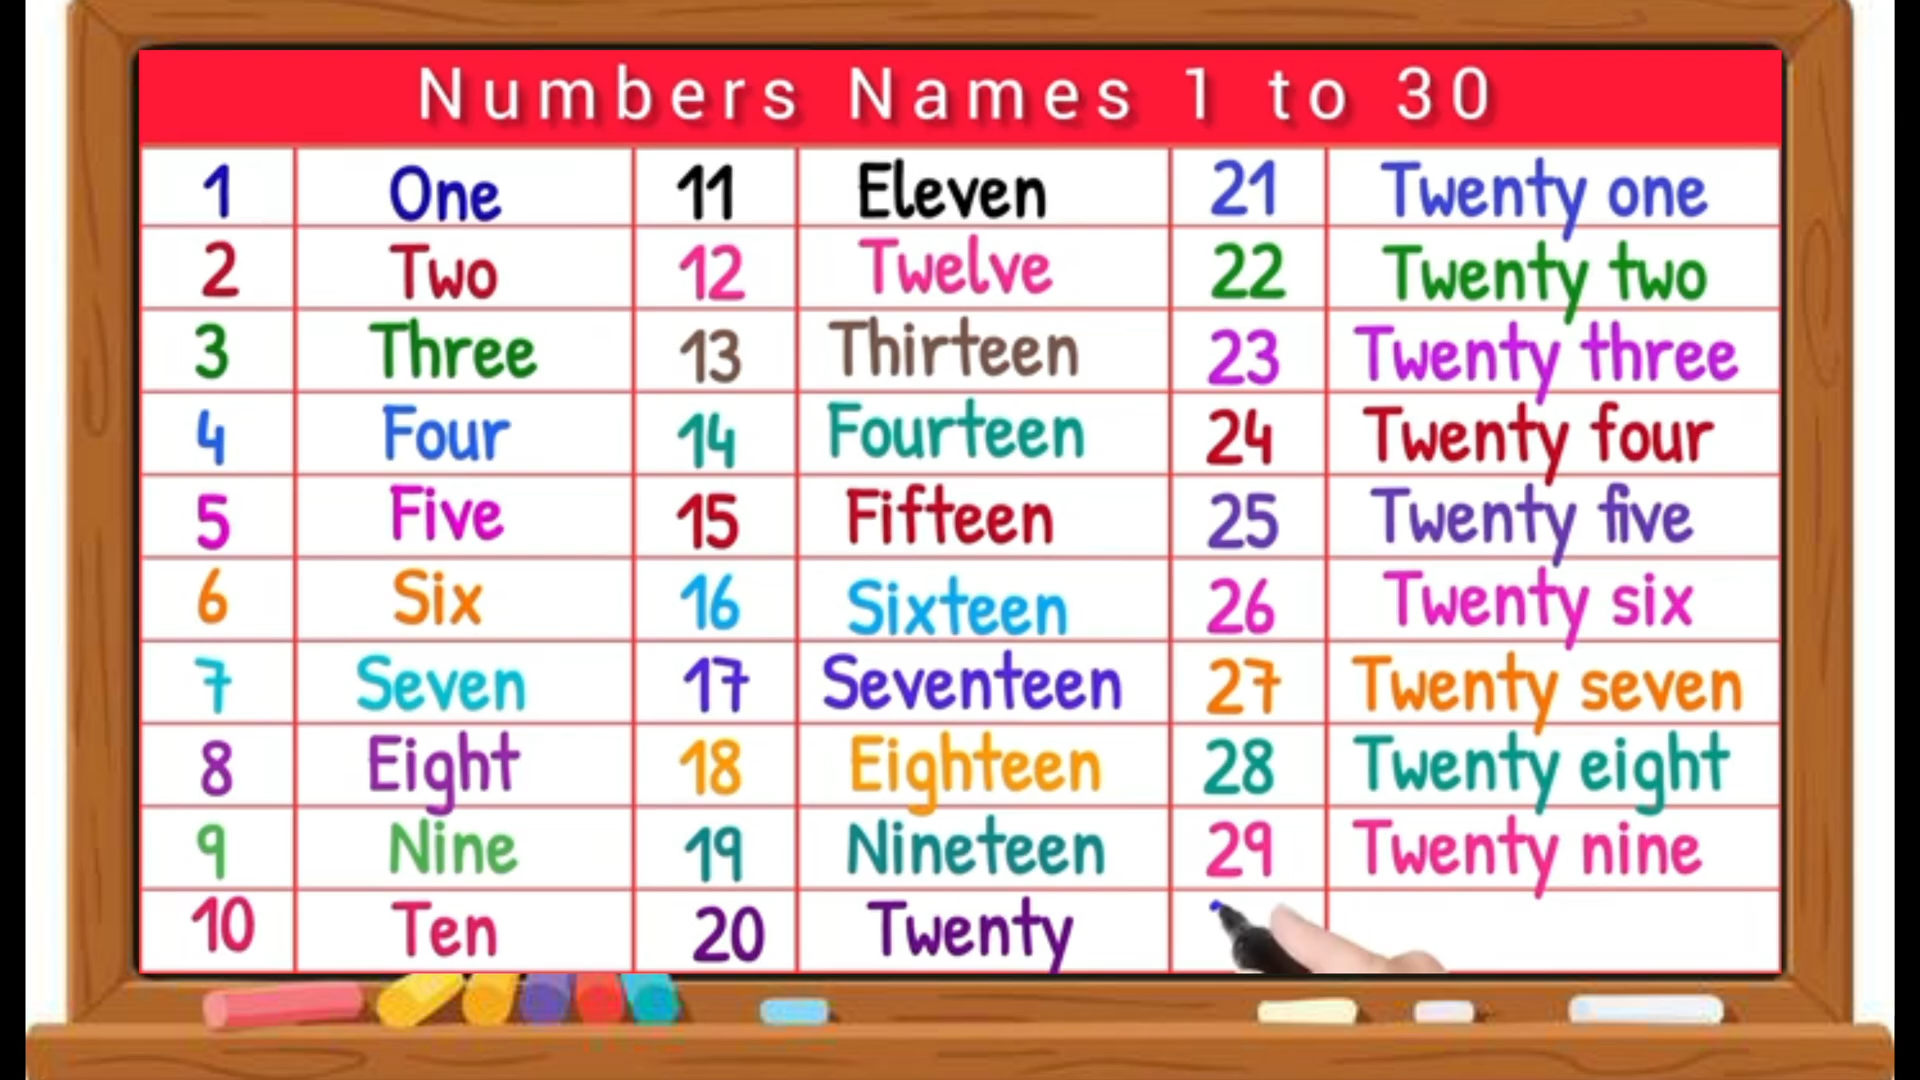 Numbers Names 1 to 30
1 One 11 Eleven 21 Twenty one
2 Two 12 Twelve 22 Twenty two
3 Three 13 Thirteen 23 Twenty three
4 Four 14 Fourteen 24 Twenty four
5 Five 15 Fifteen 25 Twenty five
6 Six 16 Sixteen 26 Twenty six
7 Seven 17 Seventeen 27 Twenty seven
8 Eight 18 Eighteen 28 Twenty eight
9 Nine 19 Nineteen 29 Twenty nine
10 Ten 20 Twenty